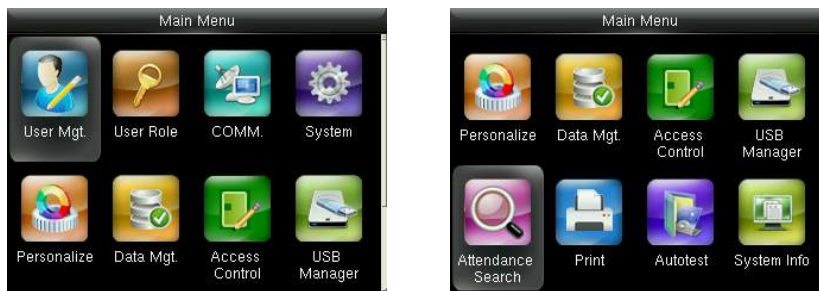 Main Menu
User Mgt.
User Role
COMM.
System
Personalize
Data Mgt.
Access
Control
USB
Manager
Main Menu
Personalize
Data Mgt.
Access
Control
USB
Manager
Attendance
Search
Print
Autotest
System Info